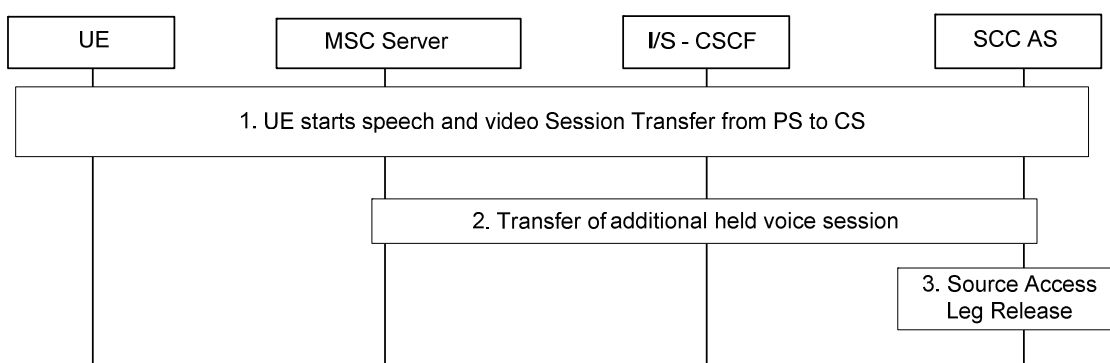 UE
MSC Server
I/S - CSCF
SCC AS
1. UE starts speech and video Session Transfer from PS to CS
2. Transfer of additional held voice session
3. Source Access
Leg Release